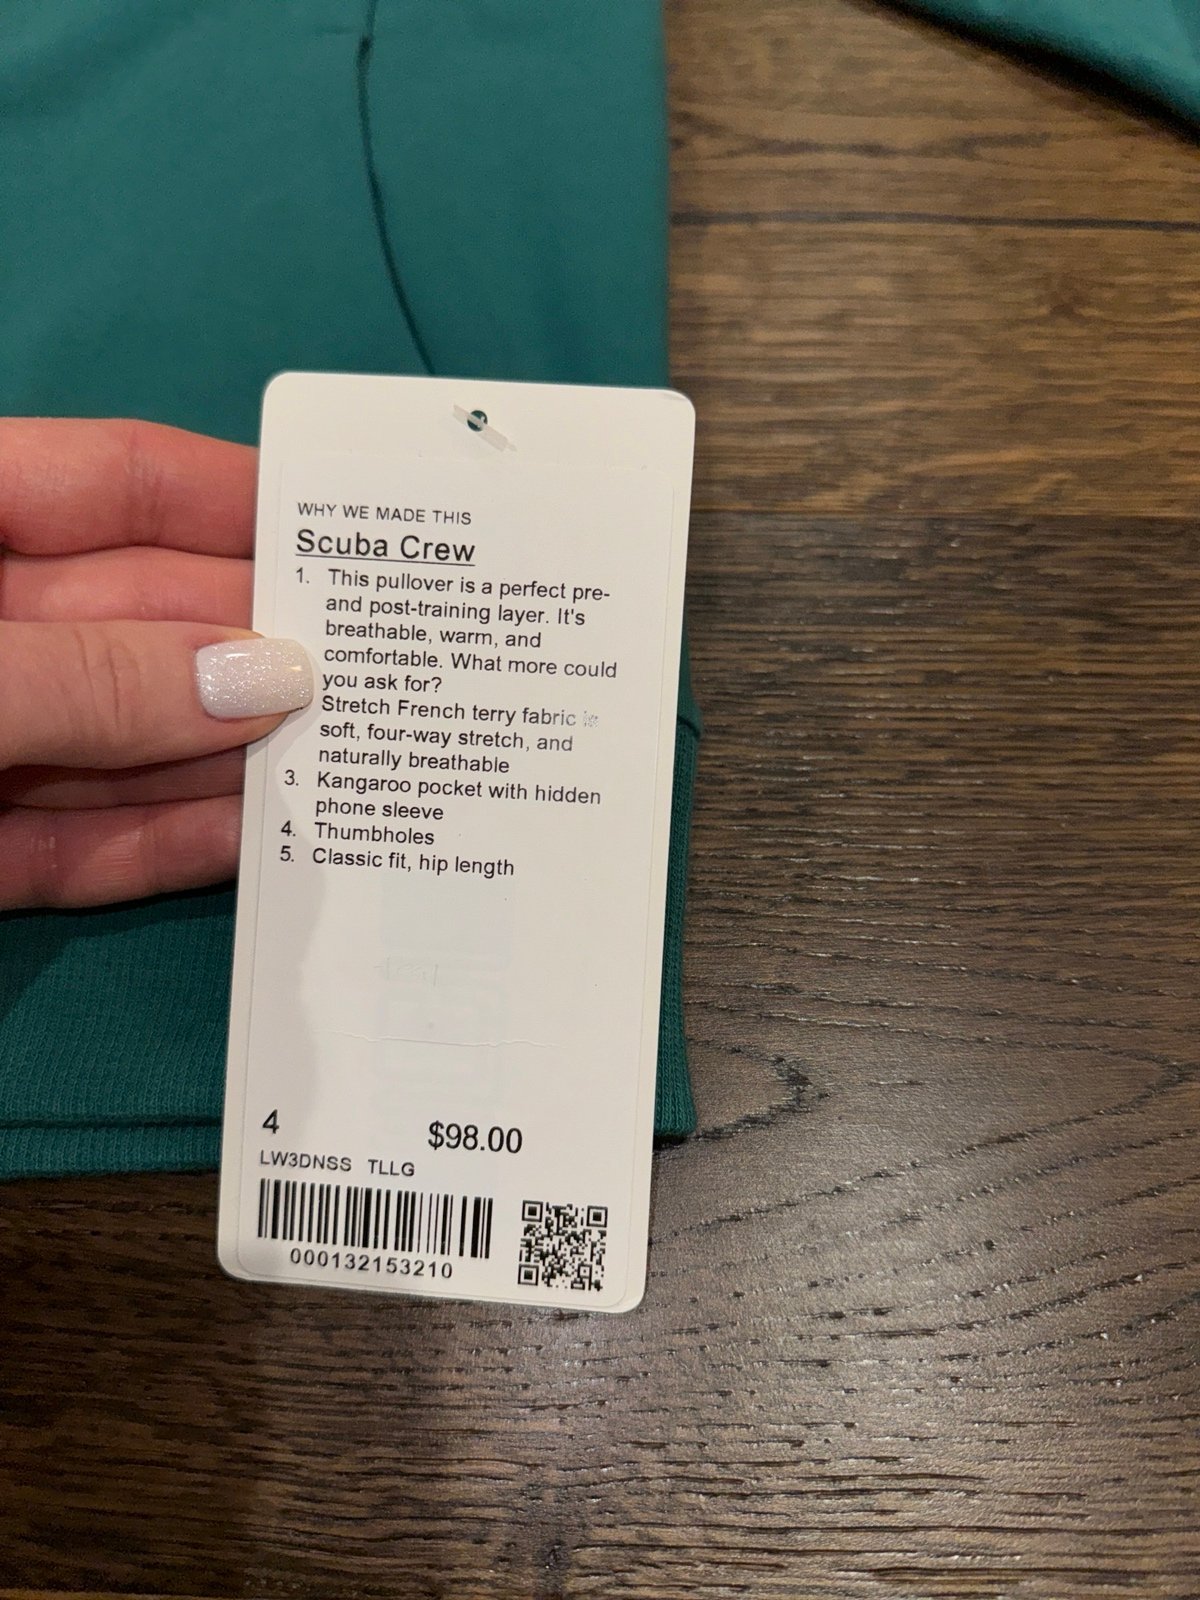 WHY WE MADE THIS
Scuba Crew
1. This pullover is a perfect pre-
and post-training layer. It's
breathable, warm, and
comfortable. What more could
you ask for?
Stretch French terry fabric is
soft, four-way stretch, and
naturally breathable
3. Kangaroo pocket with hidden
phone sleeve
4. Thumbholes
5. Classic fit, hip length
4 $98.00
LW3DNSS TLLG
000132153210